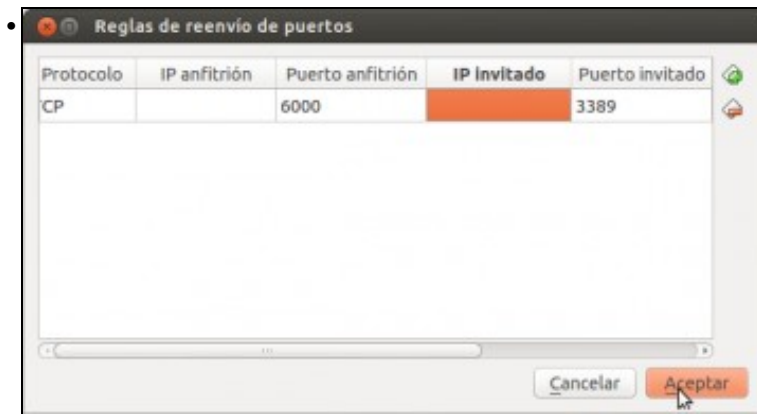 Reglas de reenvío de puertos
Protocolo IP anfitrión Puerto anfitrión IP invitado Puerto invitado
CP 6000 3389
Cancelar Aceptar